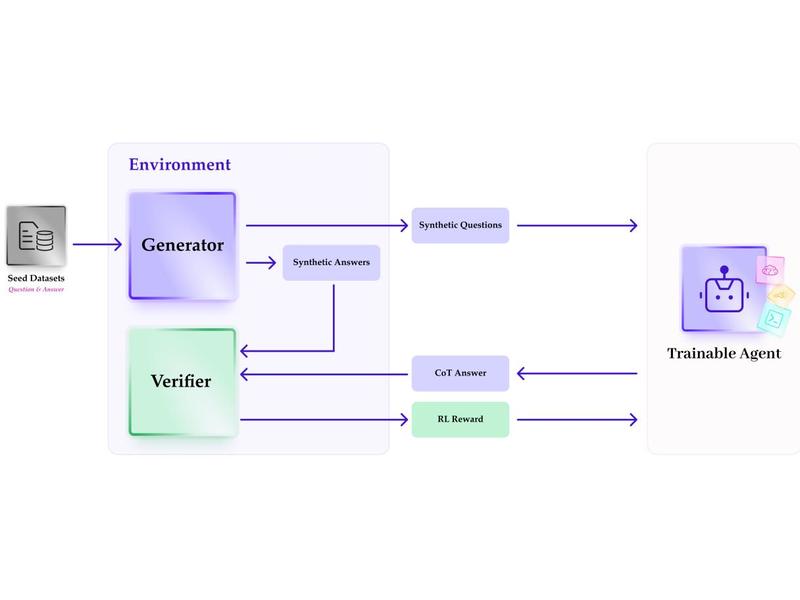 Environment
Generator
Synthetic Questions
Synthetic Answers
Seed Datasets
Question & Answer
Trainable Agent
Verifier
CoT Answer
RL Reward